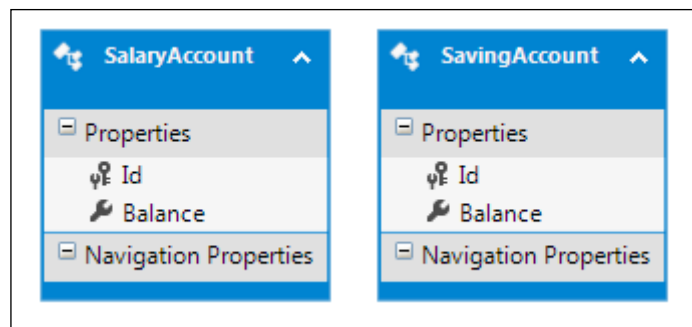 SalaryAccount
Properties
Id
Balance
Navigation Properties
SavingAccount
Properties
Id
Balance
Navigation Properties